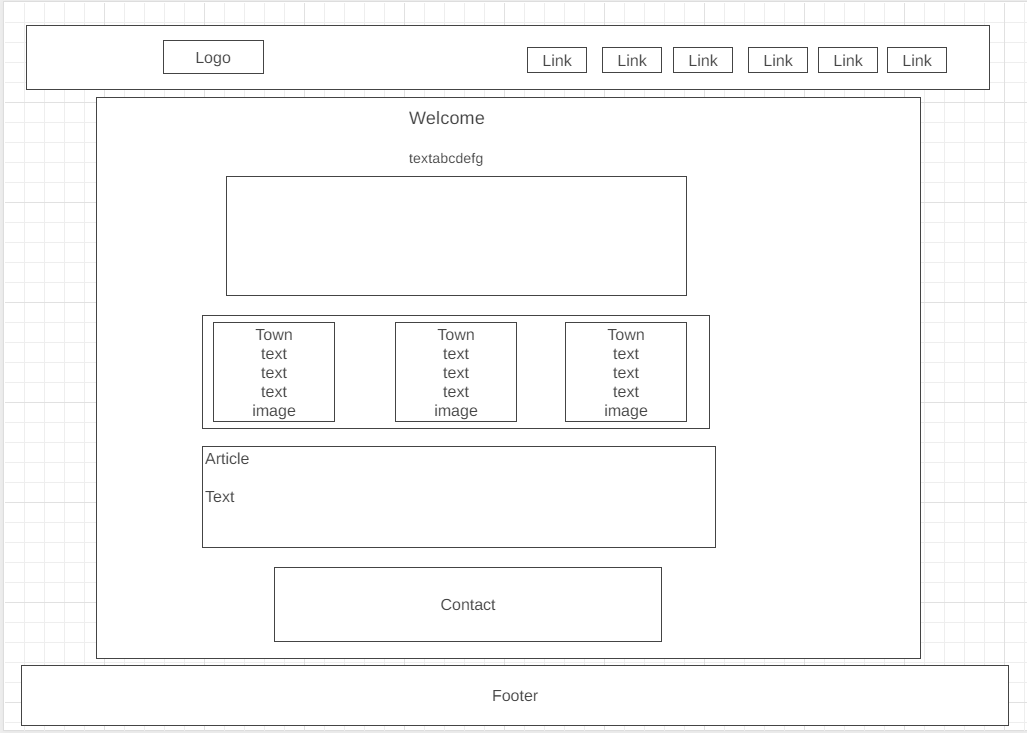 Logo
Link Link Link Link Link Link
Welcome
textabcdefg
Town
text
text
text
image
Town
text
text
text
image
Town
text
text
text
image
Article
Text
Contact
Footer